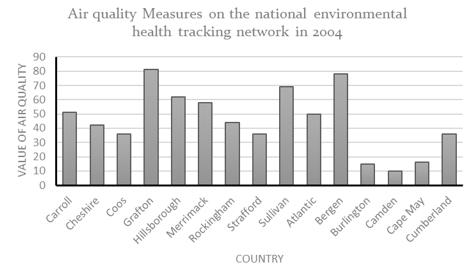 Air quality Measures on the national environmental
health tracking network in 2004
VALUE OF AIR QUALITY
90
80
70
60
50
40
30
20
10
0
Carroll
Cheshire
Coos
Grafton
Hillsborough
Merrimack
Rockingham
Strafford
Sullivan
Atlantic
Bergen
Burlington
Camden
Cape May
Cumberland
COUNTRY